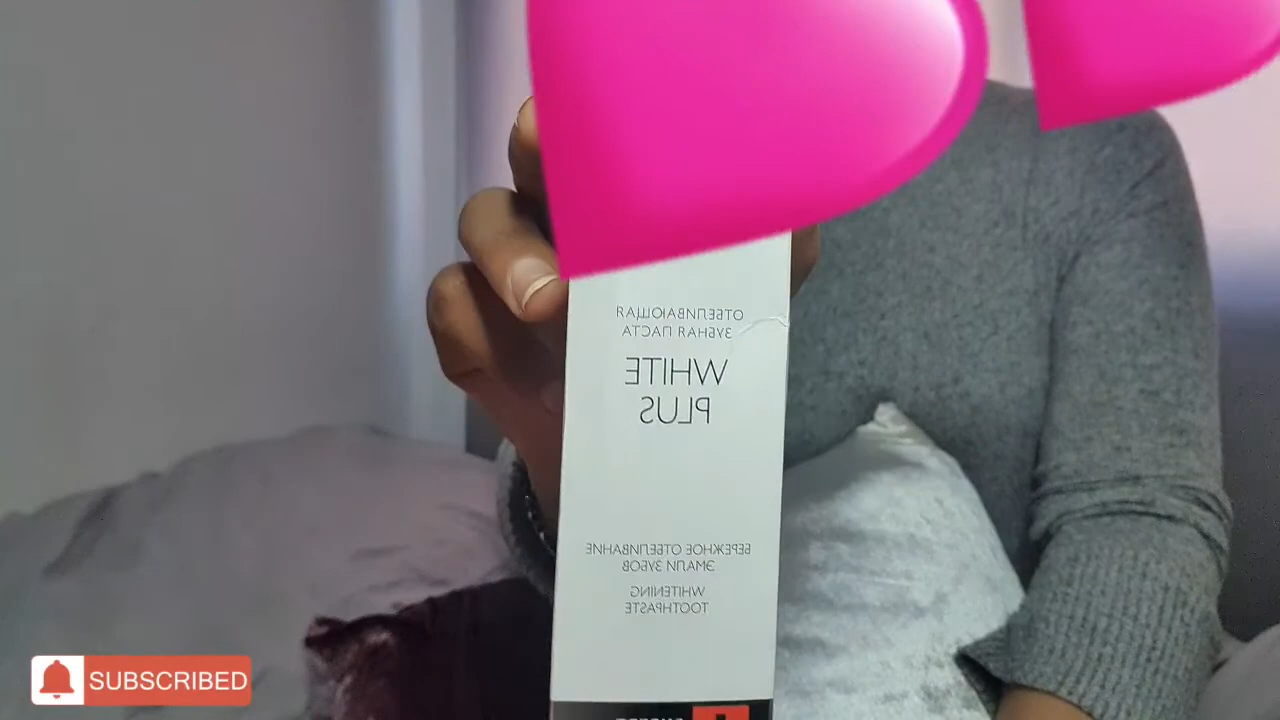 ОТБЕЛИВАЮЩАЯ
ЗУБНАЯ ПАСТА
WHITE
PLUS
БЕРЕЖНОЕ ОТБЕЛИВАНИЕ
ЭМАЛИ ЗУБОВ
WHITENING
TOOTHPASTE
SUBSCRIBED